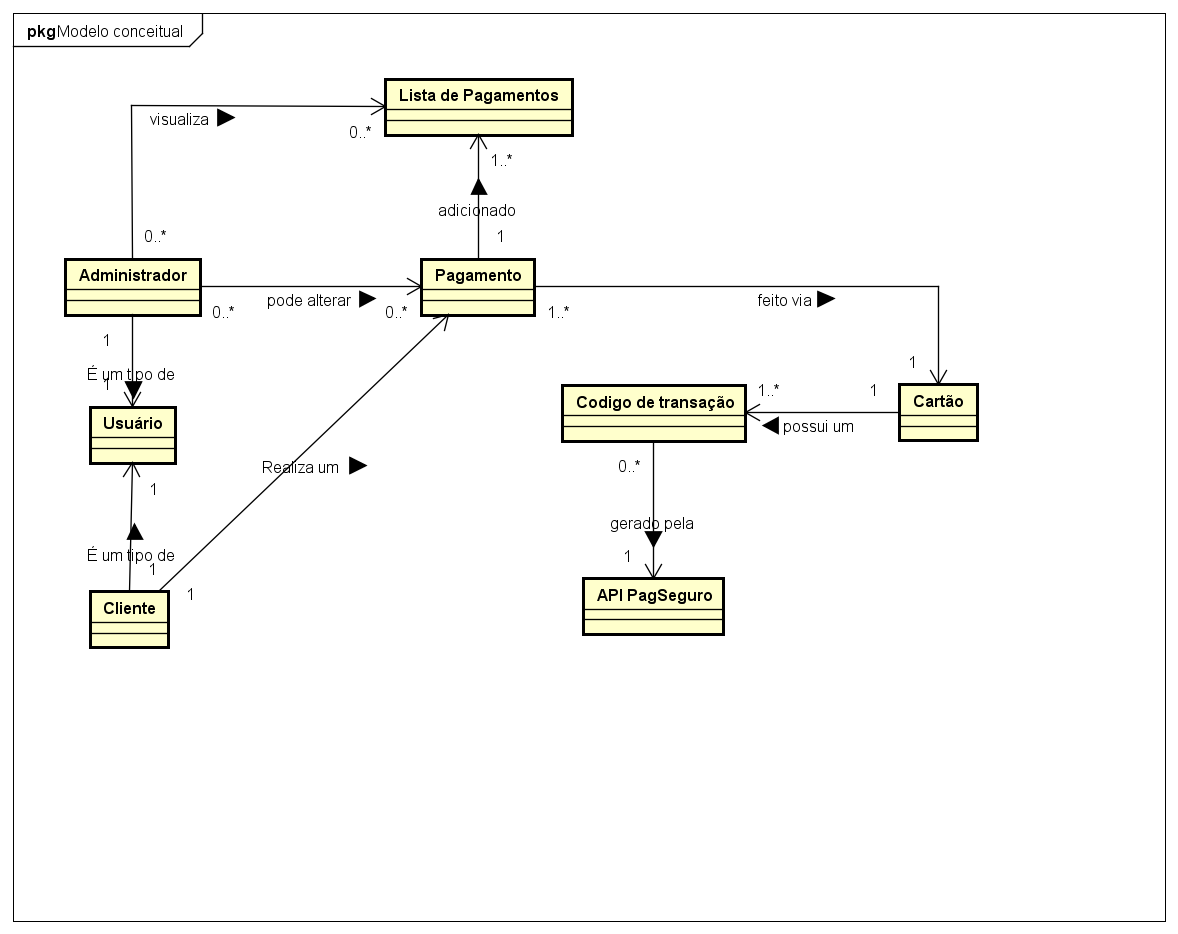 pkgModelo conceitual
Lista de Pagamentos
visualiza
0..*
1..*
adicionado
0..*
1
Administrador
Pagamento
pode alterar
feito via
0..*
0..*
1..*
1
1
É um tipo de
1
Usuário
1
1..*
1
Codigo de transação
Cartão
possui um
Realiza um
0..*
1
gerado pela
É um tipo de
1
1
1
Cliente
API PagSeguro